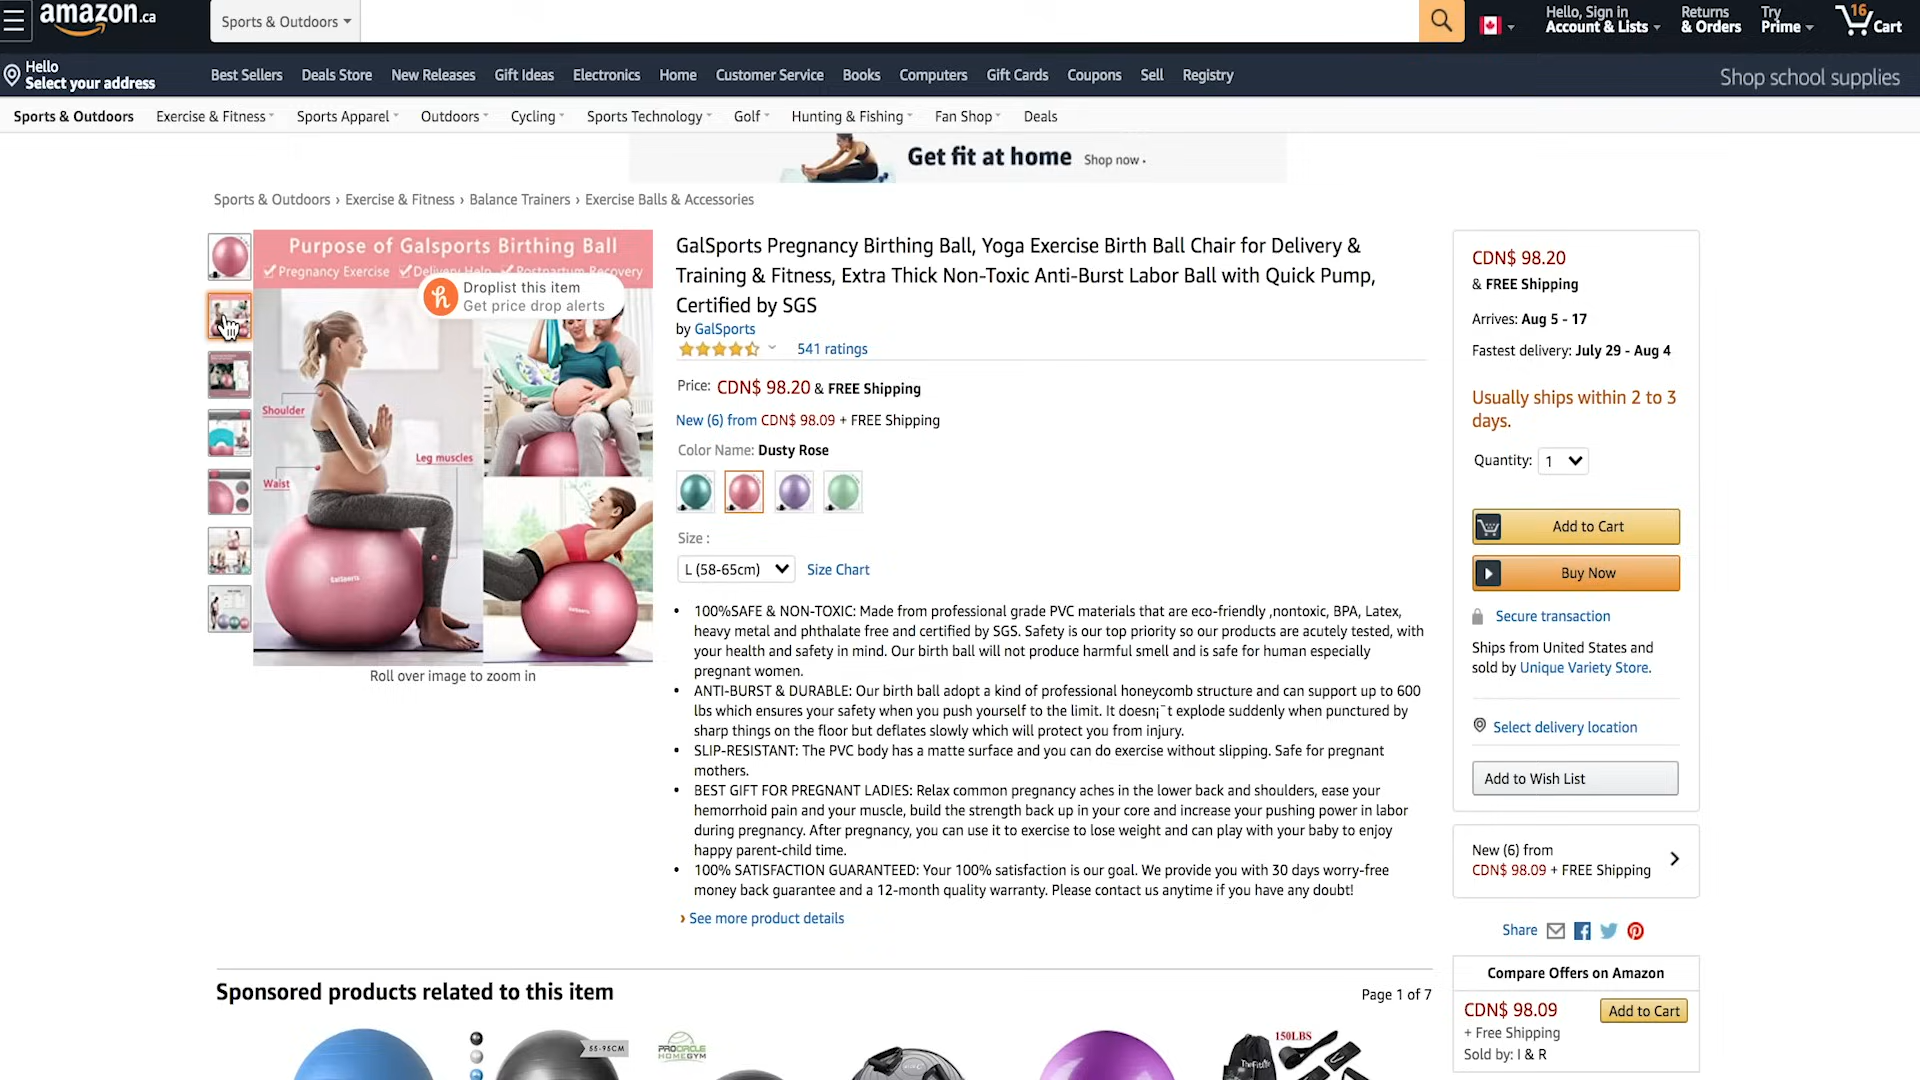 amazon.ca
Sports & Outdoors
Hello, Sign in
Account & Lists
Returns
& Orders
Try
Prime
16
Cart
Hello
Select your address
Best Sellers
Deals Store
New Releases
Gift Ideas
Electronics
Home
Customer Service
Books
Computers
Gift Cards
Coupons
Sell
Registry
Shop school supplies
Sports & Outdoors
Exercise & Fitness
Sports Apparel
Outdoors
Cycling
Sports Technology
Golf
Hunting & Fishing
Fan Shop
Deals
Get fit at home Shop now
Sports & Outdoors › Exercise & Fitness › Balance Trainers › Exercise Balls & Accessories
Purpose of Galsports Birthing Ball
Pregnancy Exercise Delivery Help Postpartum Recovery
Droplist this item
Get price drop alerts
Shoulder
Leg muscles
Waist
GalSports
GalSports
Roll over image to zoom in
GalSports Pregnancy Birthing Ball, Yoga Exercise Birth Ball Chair for Delivery &
Training & Fitness, Extra Thick Non-Toxic Anti-Burst Labor Ball with Quick Pump,
Certified by SGS
by GalSports
541 ratings
Price: CDN$ 98.20 & FREE Shipping
New (6) from CDN$ 98.09 + FREE Shipping
Color Name: Dusty Rose
Size :
L (58-65cm)
Size Chart
• 100%SAFE & NON-TOXIC: Made from professional grade PVC materials that are eco-friendly ,nontoxic, BPA, Latex,
heavy metal and phthalate free and certified by SGS. Safety is our top priority so our products are acutely tested, with
your health and safety in mind. Our birth ball will not produce harmful smell and is safe for human especially
pregnant women.
• ANTI-BURST & DURABLE: Our birth ball adopt a kind of professional honeycomb structure and can support up to 600
lbs which ensures your safety when you push yourself to the limit. It doesn¡¯t explode suddenly when punctured by
sharp things on the floor but deflates slowly which will protect you from injury.
• SLIP-RESISTANT: The PVC body has a matte surface and you can do exercise without slipping. Safe for pregnant
mothers.
• BEST GIFT FOR PREGNANT LADIES: Relax common pregnancy aches in the lower back and shoulders, ease your
hemorrhoid pain and your muscle, build the strength back up in your core and increase your pushing power in labor
during pregnancy. After pregnancy, you can use it to exercise to lose weight and can play with your baby to enjoy
happy parent-child time.
• 100% SATISFACTION GUARANTEED: Your 100% satisfaction is our goal. We provide you with 30 days worry-free
money back guarantee and a 12-month quality warranty. Please contact us anytime if you have any doubt!
› See more product details
CDN$ 98.20
& FREE Shipping
Arrives: Aug 5 - 17
Fastest delivery: July 29 - Aug 4
Usually ships within 2 to 3
days.
Quantity: 1
Add to Cart
Buy Now
Secure transaction
Ships from United States and
sold by Unique Variety Store.
Select delivery location
Add to Wish List
New (6) from
CDN$ 98.09 + FREE Shipping
Share
Compare Offers on Amazon
CDN$ 98.09
Add to Cart
+ Free Shipping
Sold by: I & R
Sponsored products related to this item
Page 1 of 7
55-95CM
PROCIRCLE
HOMEGYM
150LBS